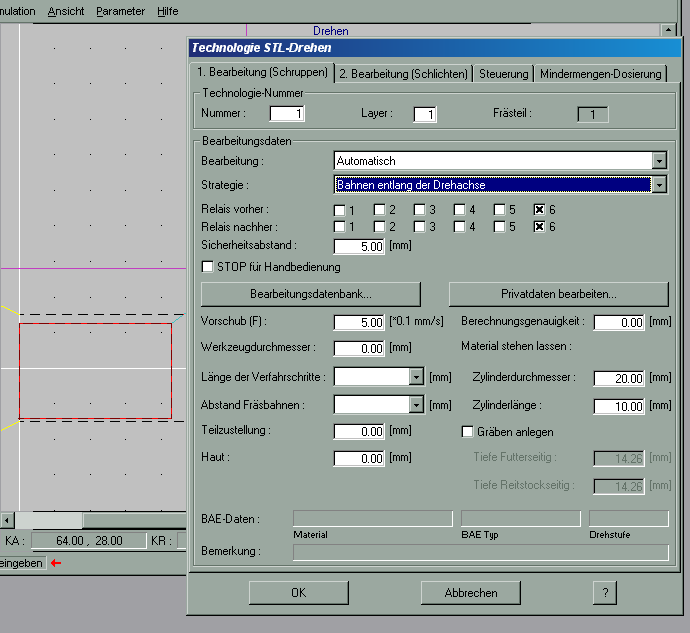 mulation Ansicht Parameter Hilfe
Drehen
Technologie STL-Drehen
1. Bearbeitung (Schruppen) 2. Bearbeitung (Schlichten) Steuerung Mindermengen-Dosierung
Technologie-Nummer
Nummer : 1 Layer : 1 Frästeil : 1
Bearbeitungsdaten
Bearbeitung : Automatisch
Strategie : Bahnen entlang der Drehachse
Relais vorher : 1 2 3 4 5 6
Relais nachher : 1 2 3 4 5 6
Sicherheitsabstand : 5.00 [mm]
STOP für Handbedienung
Bearbeitungsdatenbank... Privatdaten bearbeiten...
Vorschub (F) : 5.00 [*0.1 mm/s] Berechnungsgenauigkeit : 0.00 [mm]
Werkzeugdurchmesser : 0.00 [mm] Material stehen lassen :
Länge der Verfahrschritte : [mm] Zylinderdurchmesser : 20.00 [mm]
Abstand Fräsbahnen : [mm] Zylinderlänge : 10.00 [mm]
Teilzustellung : 0.00 [mm] Gräben anlegen
Haut : 0.00 [mm] Tiefe Futterseitig : 14.26 [mm]
Tiefe Reitstockseitig : 14.26 [mm]
BAE-Daten :
Material BAE Typ Drehstufe
Bemerkung :
OK Abbrechen ?
KA : 64.00 , 28.00 KR :
eingeben